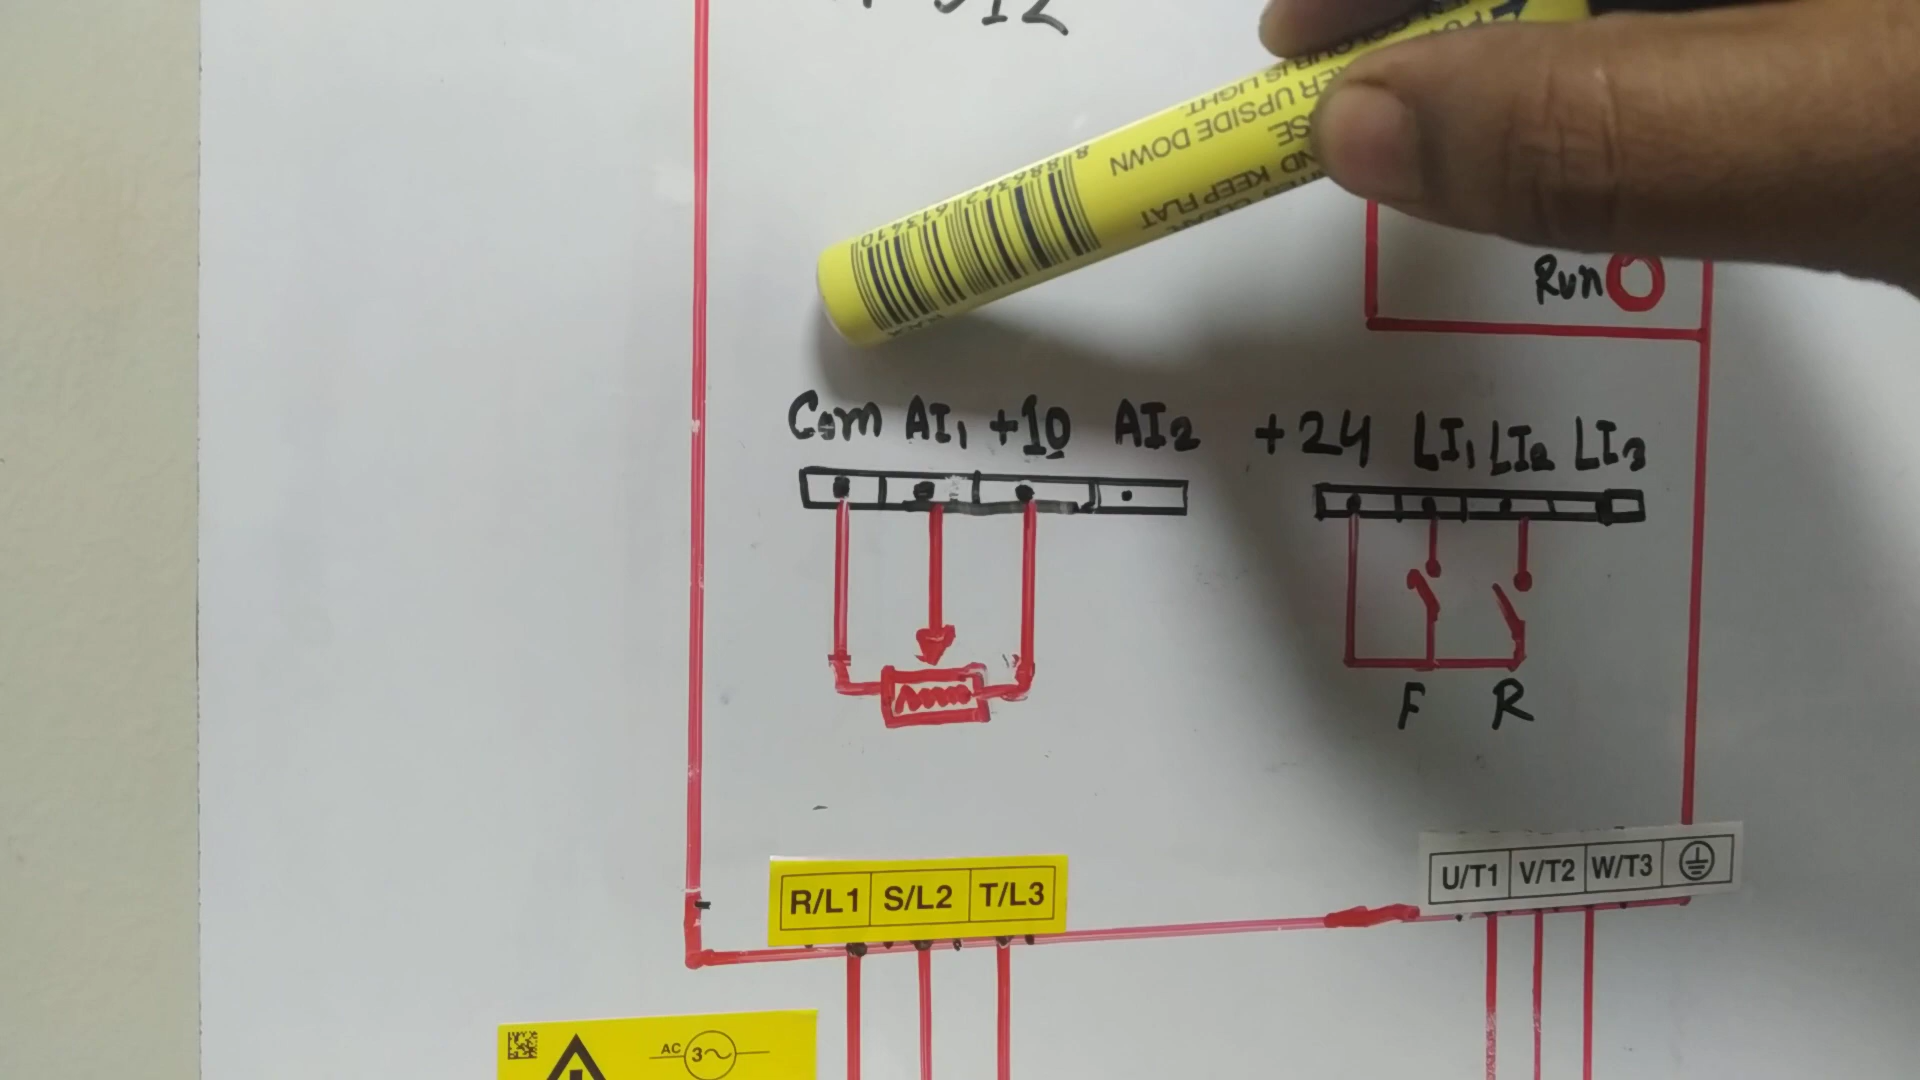 UPSIDE DOWN
ND KEEP FLAT
Run
Com AI1 +10 AI2 +24 LI1 LI2 LI3
F R
R/L1 S/L2 T/L3
U/T1 V/T2 W/T3
AC 3~